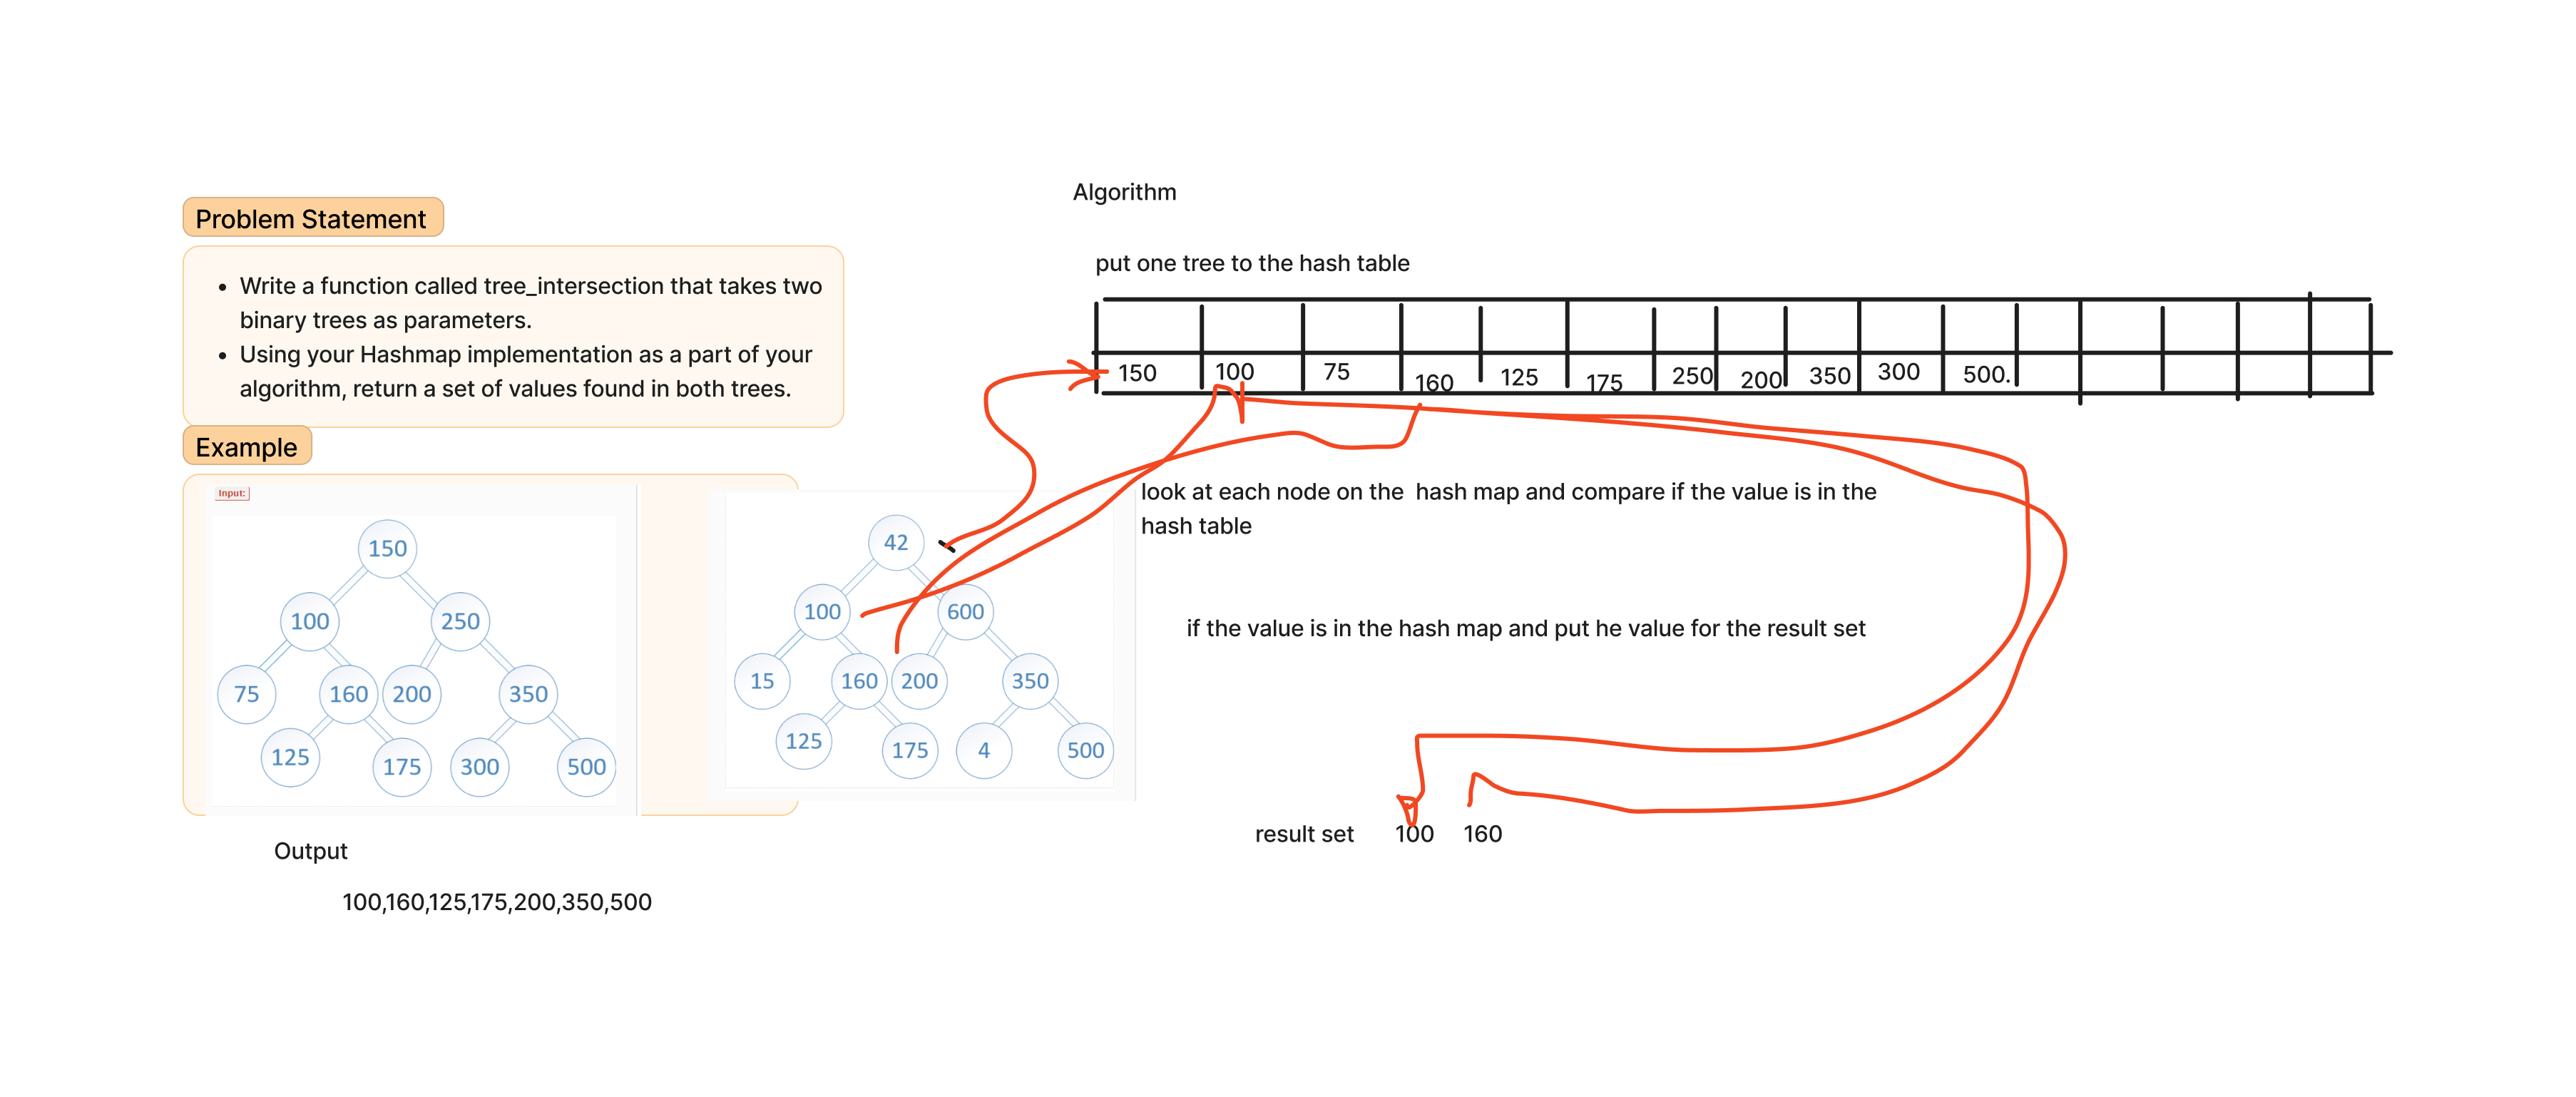 Problem Statement
Write a function called tree_intersection that takes two
binary trees as parameters.
Using your Hashmap implementation as a part of your
algorithm, return a set of values found in both trees.
Example
Input:
150
100 250
75 160 200 350
125 175 300 500
42
100 600
15 160 200 350
125 175 4 500
Output
100,160,125,175,200,350,500
Algorithm
put one tree to the hash table
150 100 75 160 125 175 250 200 350 300 500.
look at each node on the  hash map and compare if the value is in the
hash table
if the value is in the hash map and put he value for the result set
result set 100 160